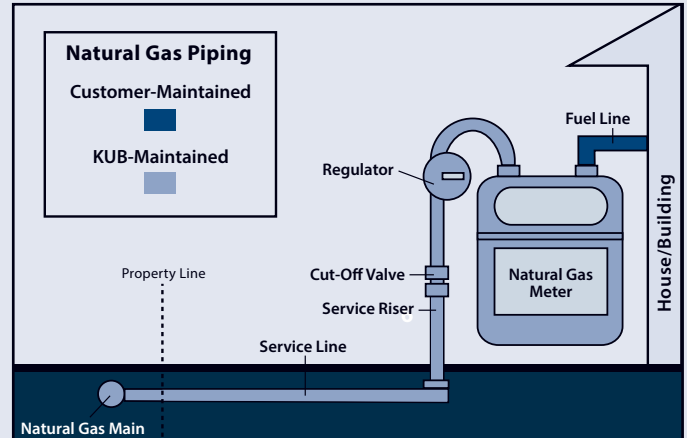 Natural Gas Piping
Customer-Maintained
KUB-Maintained
Fuel Line
Regulator
House/Building
Property Line
Cut-Off Valve
Natural Gas
Meter
Service Riser
Service Line
Natural Gas Main